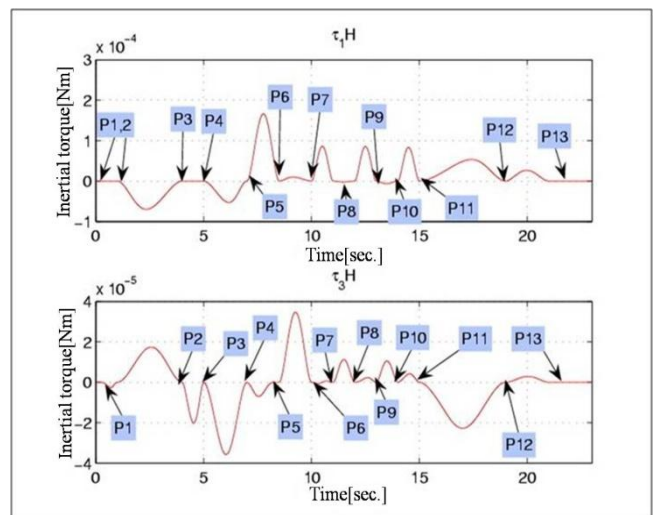 τ₁H
x 10⁻⁴
Inertial torque[Nm]
3
2
1
0
−1
P1,2
P3
P4
P5
P6
P7
P8
P9
P10
P11
P12
P13
0
5
10
15
20
Time[sec.]
τ₃H
x 10⁻⁵
Inertial torque[Nm]
4
2
0
−2
−4
P1
P2
P3
P4
P5
P6
P7
P8
P9
P10
P11
P12
P13
0
5
10
15
20
Time[sec.]